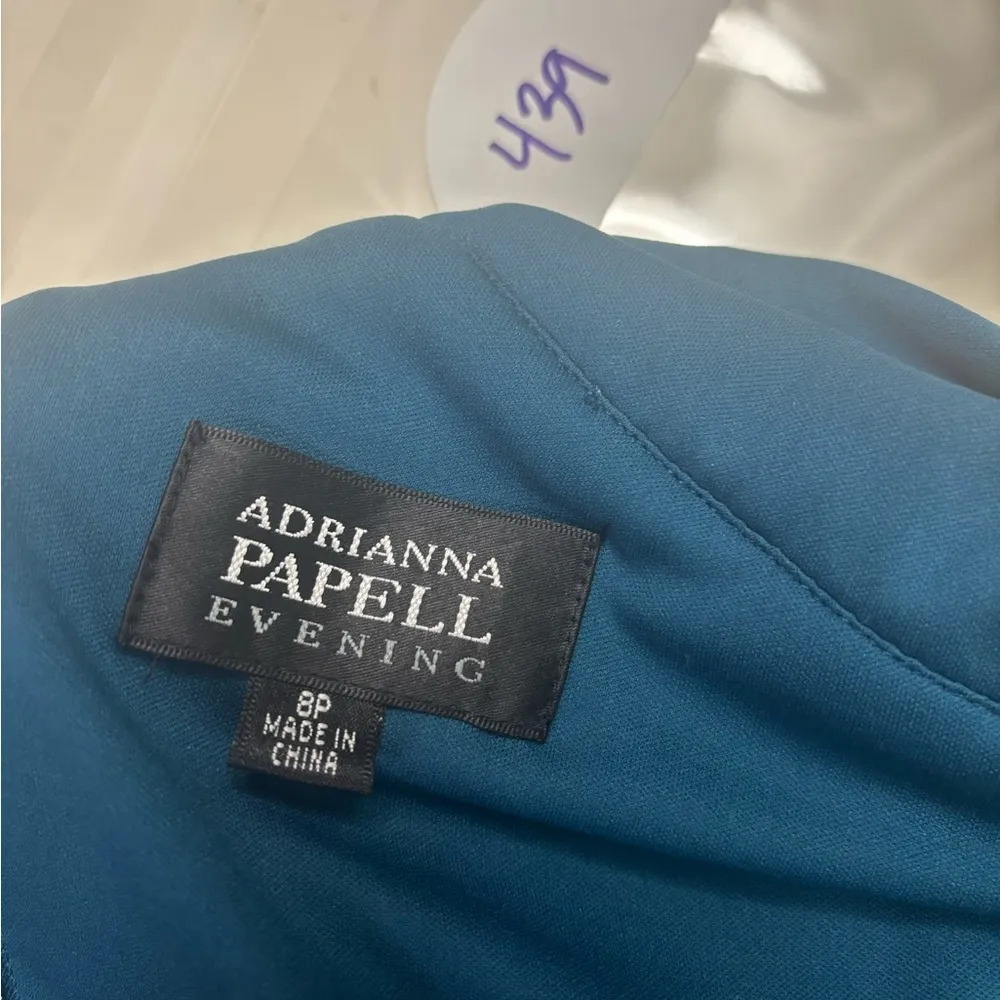 439
ADRIANNA
PAPELL
EVENING
8P
MADE IN
CHINA